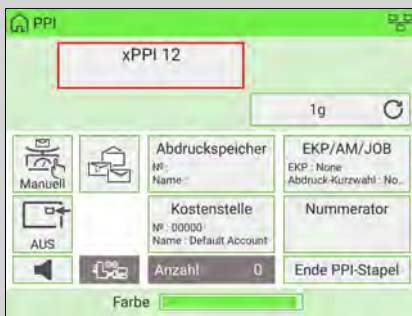 PPI
xPPI 12
1g
Manuell
Abdruckspeicher
Nº :
Name :
EKP/AM/JOB
EKP : None
Abdruck-Kurzwahl : No..
AUS
Kostenstelle
Nº : 00000
Name : Default Account
Nummerator
Anzahl 0
Ende PPI-Stapel
Farbe